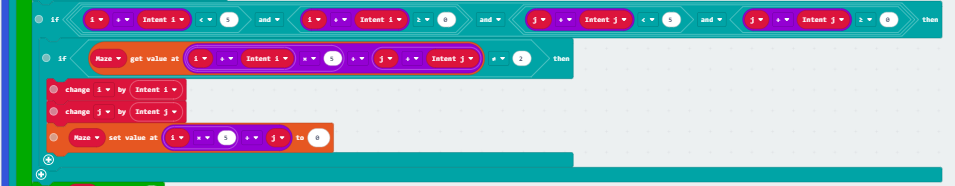 if i + Intent i < 5 and i + Intent i ≥ 0 and j + Intent j < 5 and j + Intent j ≥ 0 then
if Maze get value at i + Intent i × 5 + j + Intent j ≠ 2 then
change i by Intent i
change j by Intent j
Maze set value at i × 5 + j to 0